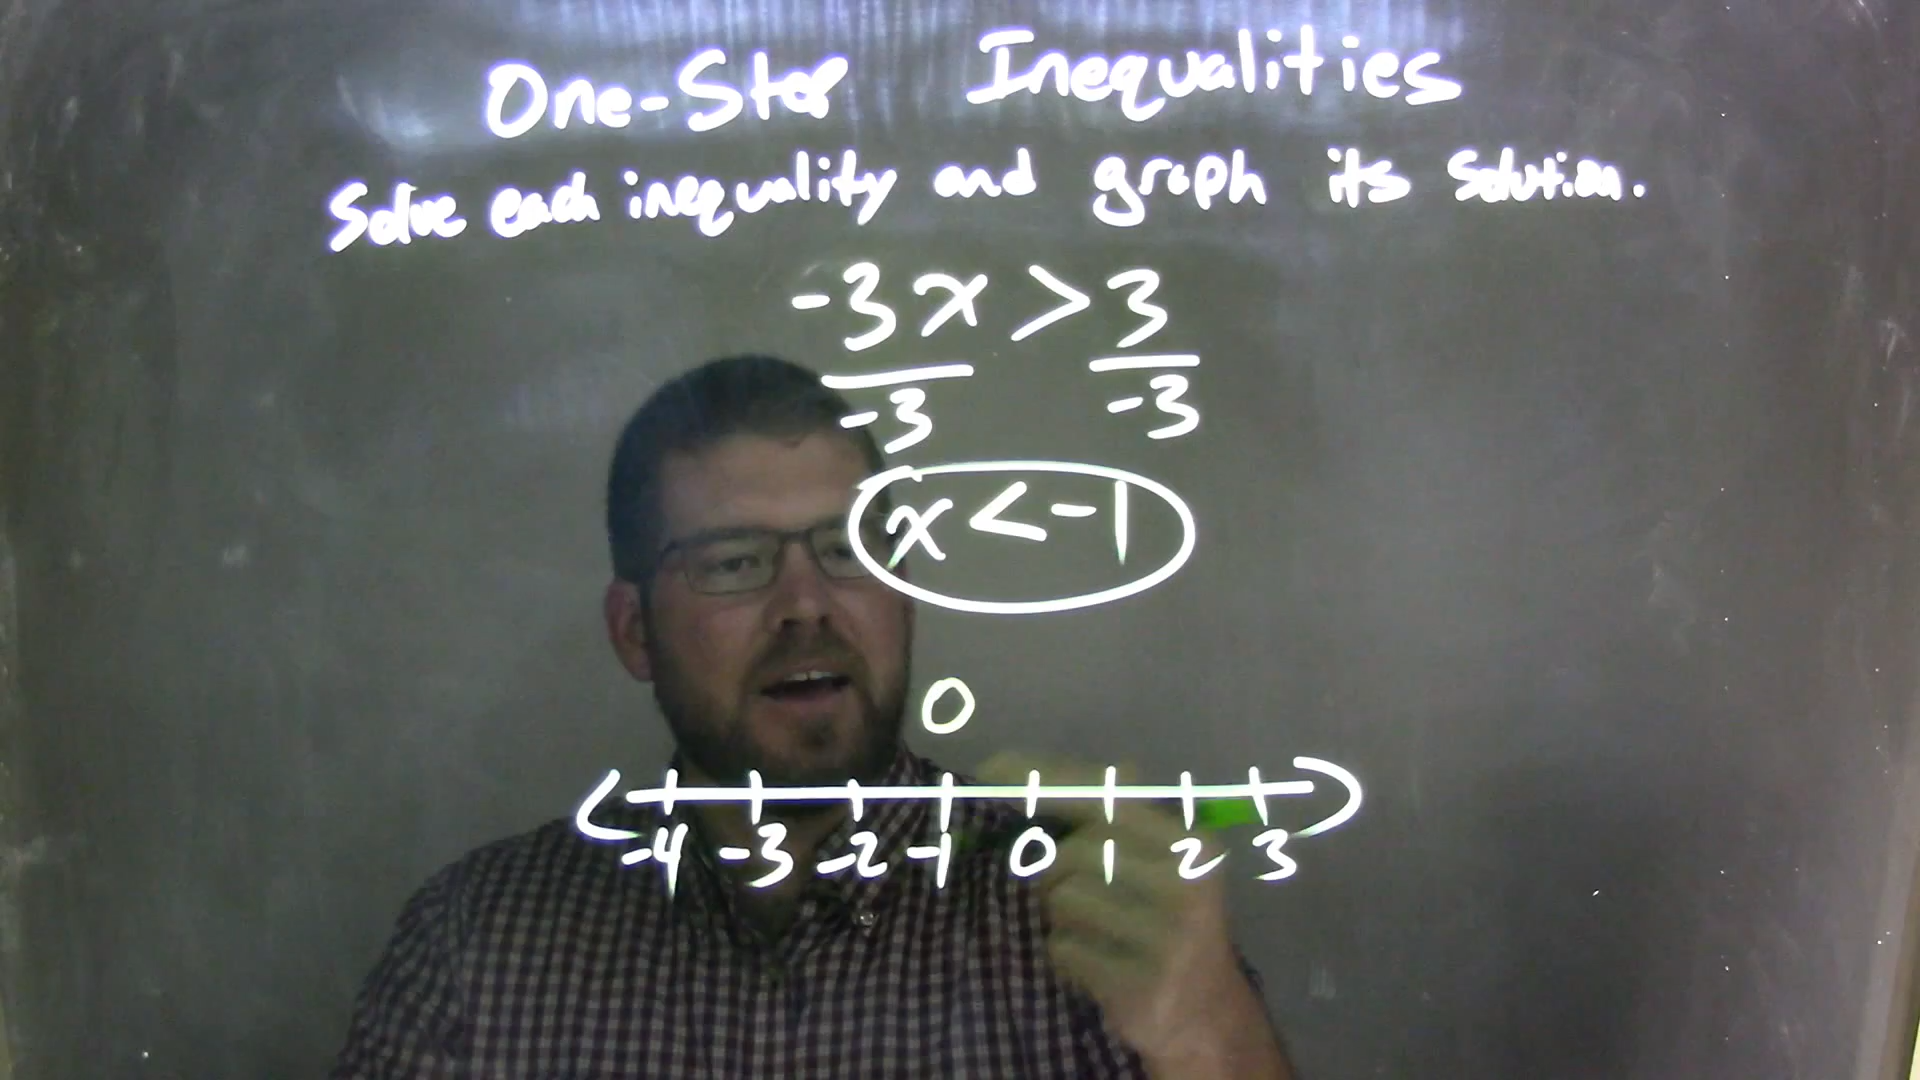 One-Step Inequalities
Solve each inequality and graph its solution.
-3x > 3
-3 -3
x < -1
-4 -3 -2 -1 0 1 2 3